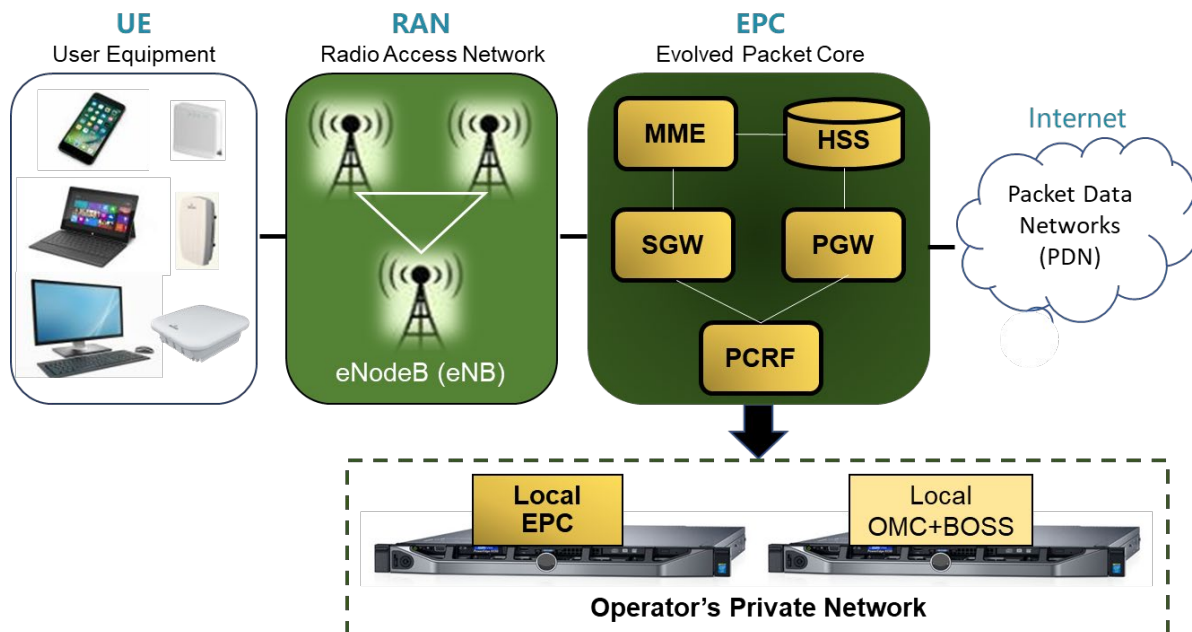 UE
User Equipment
RAN
Radio Access Network
EPC
Evolved Packet Core
eNodeB (eNB)
MME
HSS
SGW
PGW
PCRF
Internet
Packet Data
Networks
(PDN)
Local
EPC
Local
OMC+BOSS
Operator's Private Network